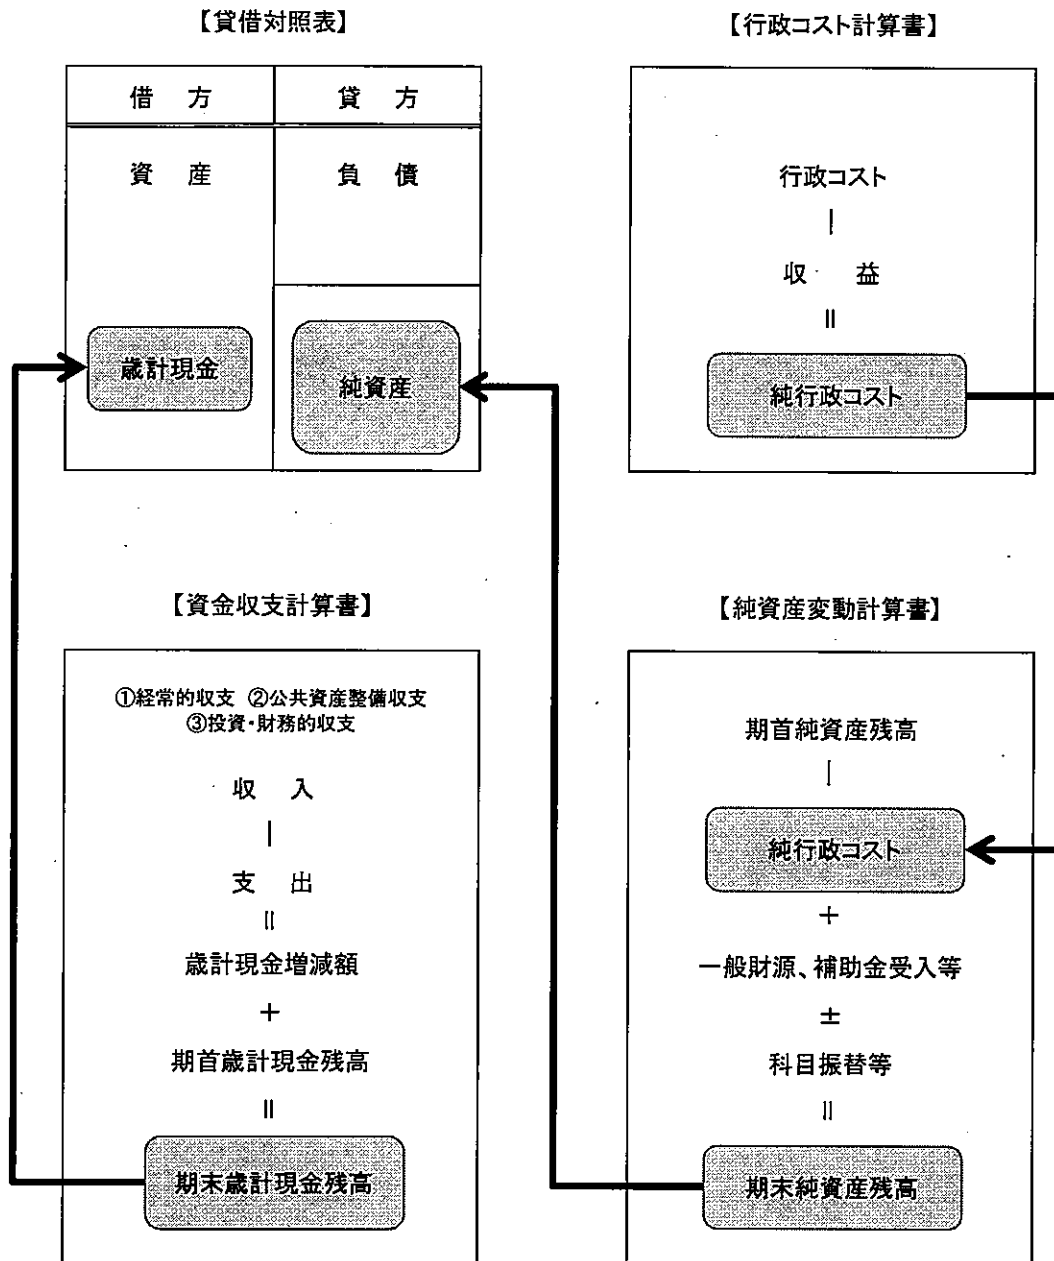 【貸借対照表】
借 方
貸 方
資 産
負 債
歳計現金
純資産
【行政コスト計算書】
行政コスト
－
収 益
＝
純行政コスト
【資金収支計算書】
①経常的収支 ②公共資産整備収支
③投資・財務的収支
収 入
－
支 出
＝
歳計現金増減額
＋
期首歳計現金残高
＝
期末歳計現金残高
【純資産変動計算書】
期首純資産残高
－
純行政コスト
＋
一般財源、補助金受入等
±
科目振替等
＝
期末純資産残高